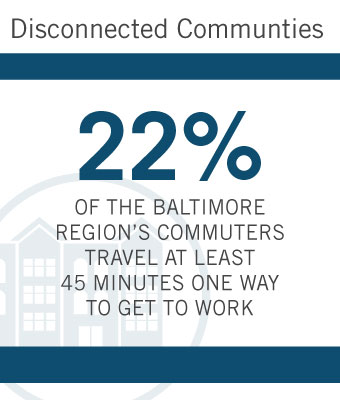 Disconnected Communties
22%
OF THE BALTIMORE
REGION'S COMMUTERS
TRAVEL AT LEAST
45 MINUTES ONE WAY
TO GET TO WORK